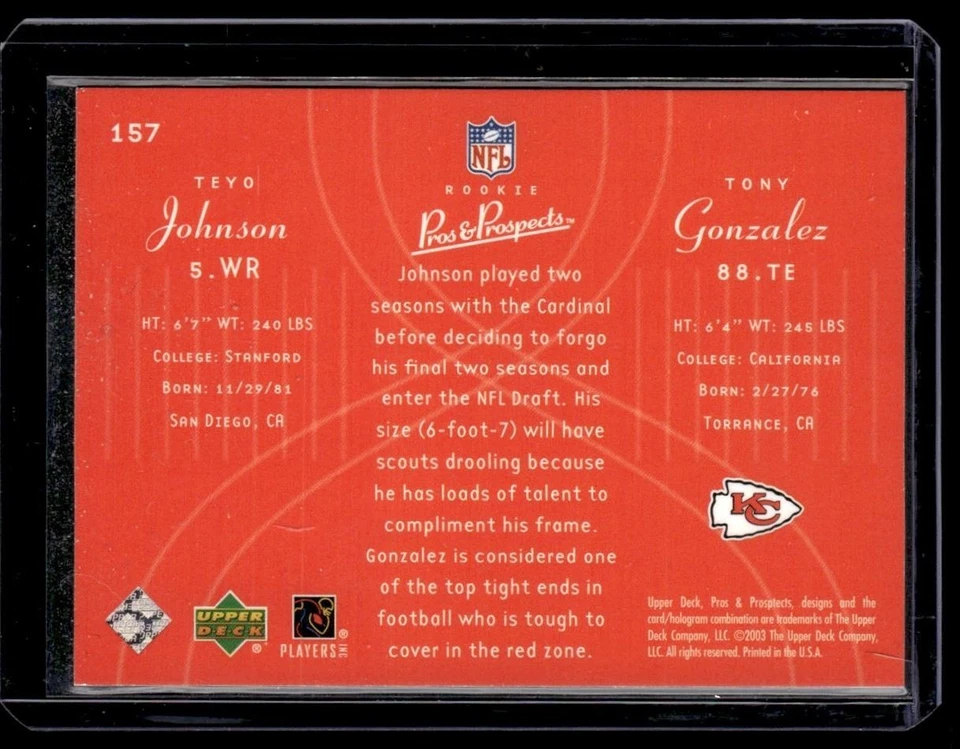 157
TEYO
Johnson
5.WR
HT: 6'7" WT: 240 LBS
COLLEGE: STANFORD
BORN: 11/29/81
SAN DIEGO, CA
NFL
ROOKIE
Pros & Prospects™
Johnson played two
seasons with the Cardinal
before deciding to forgo
his final two seasons and
enter the NFL Draft. His
size (6-foot-7) will have
scouts drooling because
he has loads of talent to
compliment his frame.
Gonzalez is considered one
of the top tight ends in
football who is tough to
cover in the red zone.
TONY
Gonzalez
88.TE
HT: 6'4" WT: 245 LBS
COLLEGE: CALIFORNIA
BORN: 2/27/76
TORRANCE, CA
KC
UPPER
DECK
®
PLAYERS INC
®
Upper Deck, Pros & Prospects, designs and the
card/hologram combination are trademarks of The Upper
Deck Company, LLC. ©2003 The Upper Deck Company,
LLC. All rights reserved. Printed in the U.S.A.